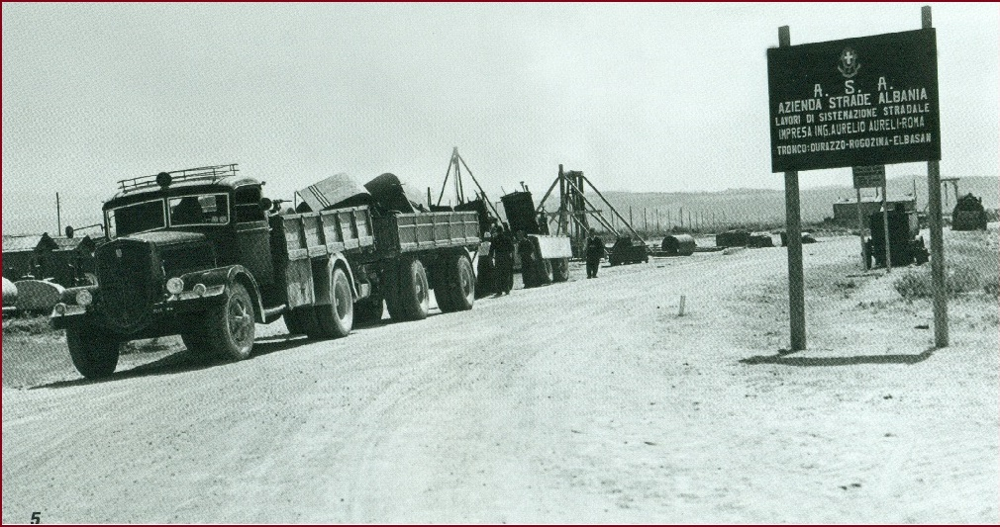 A. S. A.
AZIENDA STRADE ALBANIA
LAVORI DI SISTEMAZIONE STRADALE
IMPRESA ING. AURELIO AURELI-ROMA
TRONCO: DURAZZO-ROGOZINA-ELBASAN
5